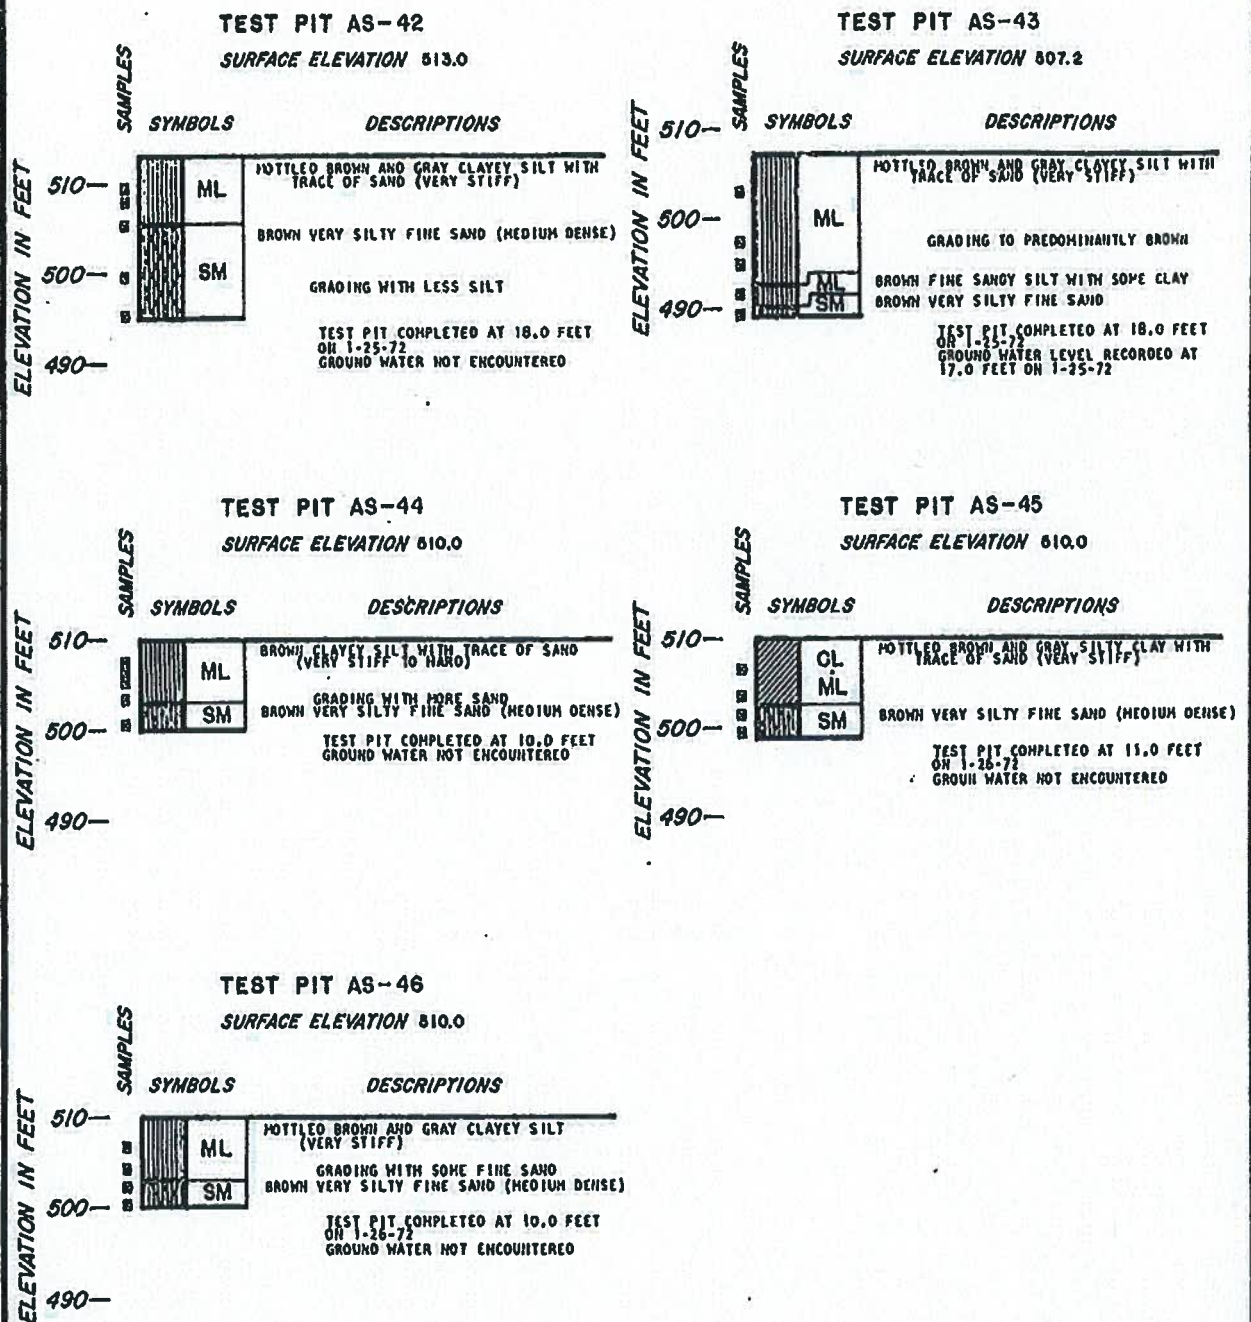 TEST PIT AS-42
SURFACE ELEVATION 513.0
SAMPLES
SYMBOLS
DESCRIPTIONS
ELEVATION IN FEET
510
500
490
ML
SM
MOTTLED BROWN AND GRAY CLAYEY SILT WITH
TRACE OF SAND (VERY STIFF)
BROWN VERY SILTY FINE SAND (MEDIUM DENSE)
GRADING WITH LESS SILT
TEST PIT COMPLETED AT 18.0 FEET
ON 1-25-72
GROUND WATER NOT ENCOUNTERED
TEST PIT AS-43
SURFACE ELEVATION 507.2
SAMPLES
SYMBOLS
DESCRIPTIONS
ELEVATION IN FEET
510
500
490
ML
ML
SM
MOTTLED BROWN AND GRAY CLAYEY SILT WITH
TRACE OF SAND (VERY STIFF)
GRADING TO PREDOMINANTLY BROWN
BROWN FINE SANDY SILT WITH SOME CLAY
BROWN VERY SILTY FINE SAND
TEST PIT COMPLETED AT 18.0 FEET
ON 1-25-72
GROUND WATER LEVEL RECORDED AT
17.0 FEET ON 1-25-72
TEST PIT AS-44
SURFACE ELEVATION 510.0
SAMPLES
SYMBOLS
DESCRIPTIONS
ELEVATION IN FEET
510
500
490
ML
SM
BROWN CLAYEY SILT WITH TRACE OF SAND
(VERY STIFF TO HARD)
GRADING WITH MORE SAND
BROWN VERY SILTY FINE SAND (MEDIUM DENSE)
TEST PIT COMPLETED AT 10.0 FEET
GROUND WATER NOT ENCOUNTERED
TEST PIT AS-45
SURFACE ELEVATION 510.0
SAMPLES
SYMBOLS
DESCRIPTIONS
ELEVATION IN FEET
510
500
490
CL
ML
SM
MOTTLED BROWN AND GRAY SILTY CLAY WITH
TRACE OF SAND (VERY STIFF)
BROWN VERY SILTY FINE SAND (MEDIUM DENSE)
TEST PIT COMPLETED AT 11.0 FEET
ON 1-26-72
GROUN WATER NOT ENCOUNTERED
TEST PIT AS-46
SURFACE ELEVATION 510.0
SAMPLES
SYMBOLS
DESCRIPTIONS
ELEVATION IN FEET
510
500
490
ML
SM
MOTTLED BROWN AND GRAY CLAYEY SILT
(VERY STIFF)
GRADING WITH SOME FINE SAND
BROWN VERY SILTY FINE SAND (MEDIUM DENSE)
TEST PIT COMPLETED AT 10.0 FEET
ON 1-26-72
GROUND WATER NOT ENCOUNTERED